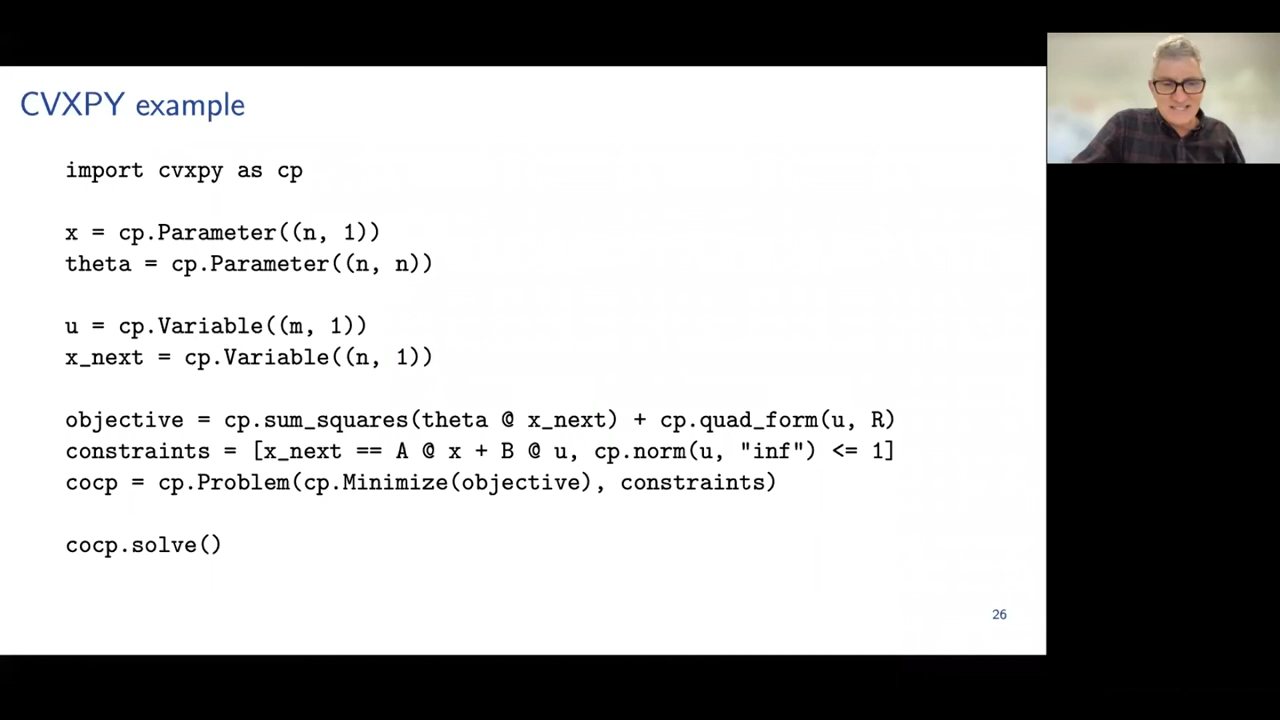 CVXPY example
import cvxpy as cp
x = cp.Parameter((n, 1))
theta = cp.Parameter((n, n))
u = cp.Variable((m, 1))
x_next = cp.Variable((n, 1))
objective = cp.sum_squares(theta @ x_next) + cp.quad_form(u, R)
constraints = [x_next == A @ x + B @ u, cp.norm(u, "inf") <= 1]
cocp = cp.Problem(cp.Minimize(objective), constraints)
cocp.solve()
26